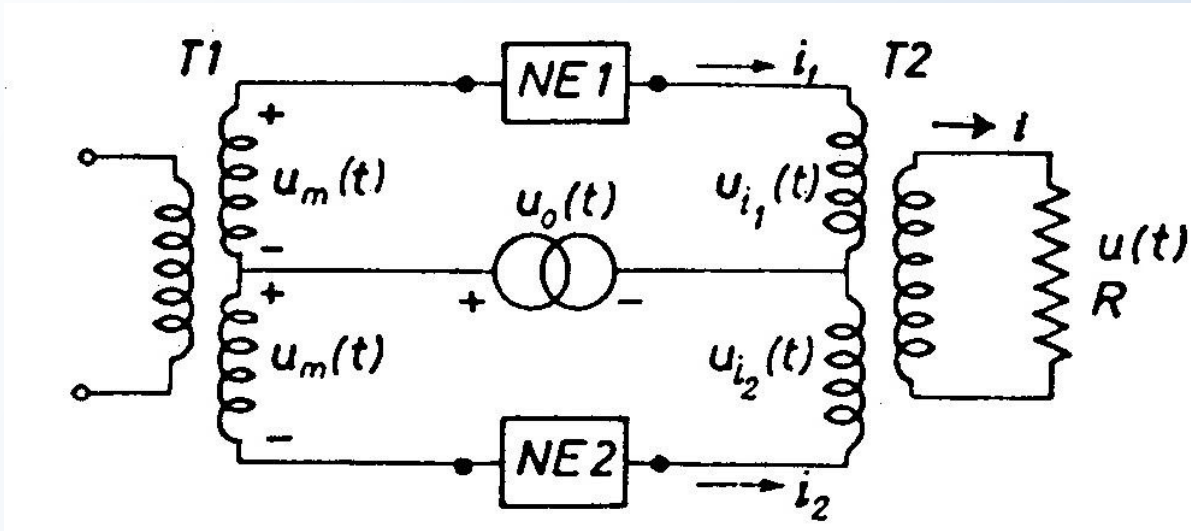 T1
NE1
i₁
T2
i
+
uₘ(t)
−
u₀(t)
+
−
uᵢ₁(t)
u(t)
R
+
uₘ(t)
−
uᵢ₂(t)
NE2
i₂